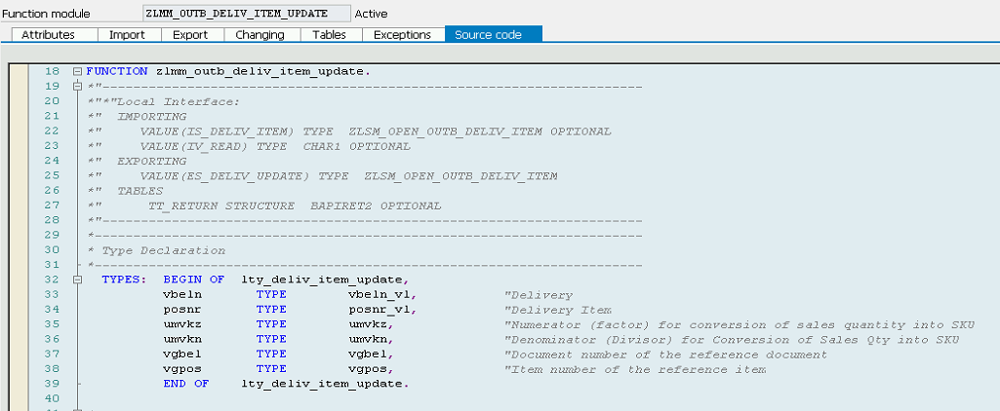 Function module ZLMM_OUTB_DELIV_ITEM_UPDATE Active
Attributes Import Export Changing Tables Exceptions Source code
18 FUNCTION zlmm_outb_deliv_item_update.
19 *"----------------------------------------------------------------------
20 *"*"Local Interface:
21 *" IMPORTING
22 *" VALUE(IS_DELIV_ITEM) TYPE ZLSM_OPEN_OUTB_DELIV_ITEM OPTIONAL
23 *" VALUE(IV_READ) TYPE CHAR1 OPTIONAL
24 *" EXPORTING
25 *" VALUE(ES_DELIV_UPDATE) TYPE ZLSM_OPEN_OUTB_DELIV_ITEM
26 *" TABLES
27 *" TT_RETURN STRUCTURE BAPIRET2 OPTIONAL
28 *"----------------------------------------------------------------------
29 *-----------------------------------------------------------------------
30 * Type Declaration
31 *-----------------------------------------------------------------------
32 TYPES: BEGIN OF lty_deliv_item_update,
33 vbeln TYPE vbeln_vl, "Delivery
34 posnr TYPE posnr_vl, "Delivery Item
35 umvkz TYPE umvkz, "Numerator (factor) for conversion of sales quantity into SKU
36 umvkn TYPE umvkn, "Denominator (Divisor) for Conversion of Sales Qty into SKU
37 vgbel TYPE vgbel, "Document number of the reference document
38 vgpos TYPE vgpos, "Item number of the reference item
39 END OF lty_deliv_item_update.
40